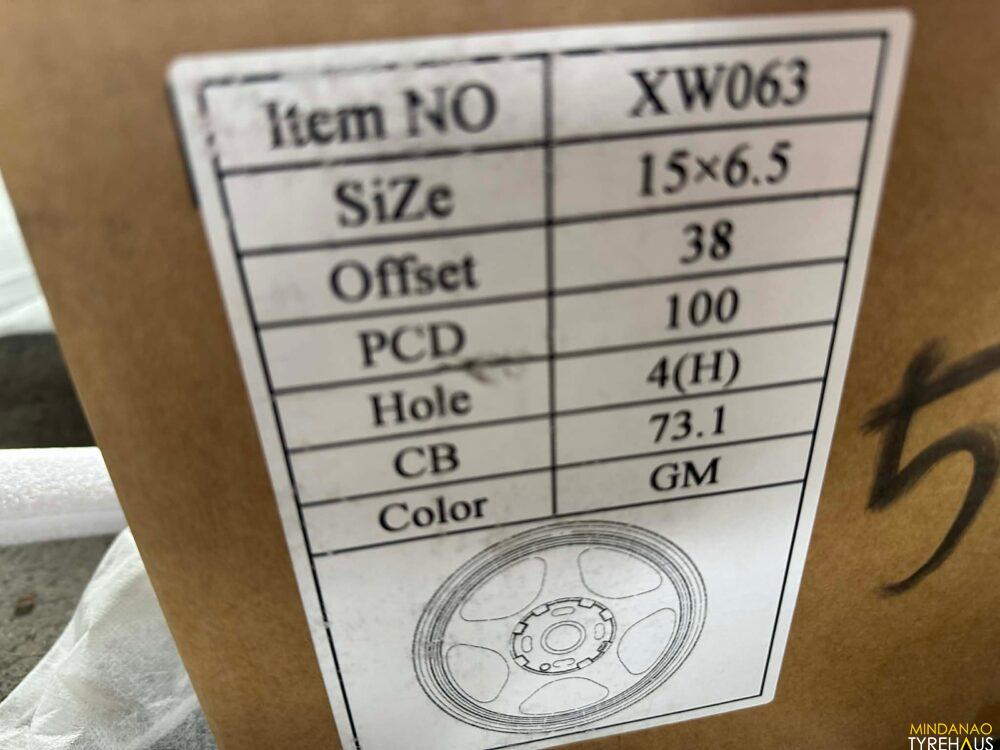 Item NO XW063
SiZe 15×6.5
Offset 38
PCD 100
Hole 4(H)
CB 73.1
Color GM
5
MINDANAO
TYREHAUS